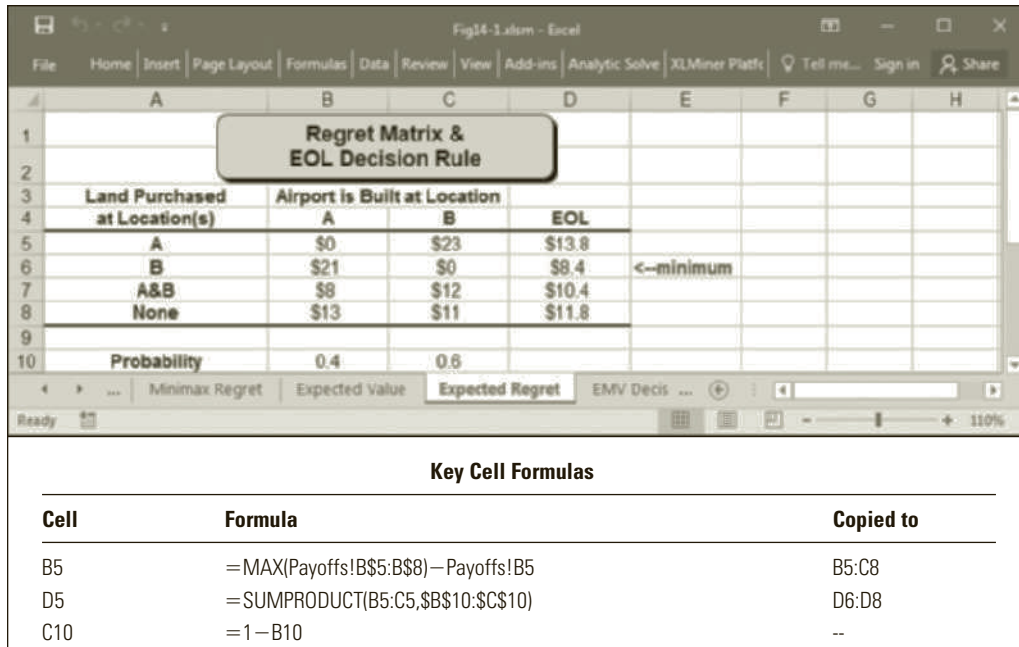 Fig14-1.xlsm - Excel
File Home Insert Page Layout Formulas Data Review View Add-ins Analytic Solve XLMiner Platfc Tell me... Sign in Share
A B C D E F G H
1 Regret Matrix &
2 EOL Decision Rule
3 Land Purchased Airport is Built at Location
4 at Location(s) A B EOL
5 A $0 $23 $13.8
6 B $21 $0 $8.4 <--minimum
7 A&B $8 $12 $10.4
8 None $13 $11 $11.8
9
10 Probability 0.4 0.6
... Minimax Regret Expected Value Expected Regret EMV Decis ...
Ready 110%
Key Cell Formulas
Cell Formula Copied to
B5 =MAX(Payoffs!B$5:B$8)−Payoffs!B5 B5:C8
D5 =SUMPRODUCT(B5:C5,$B$10:$C$10) D6:D8
C10 =1−B10 --